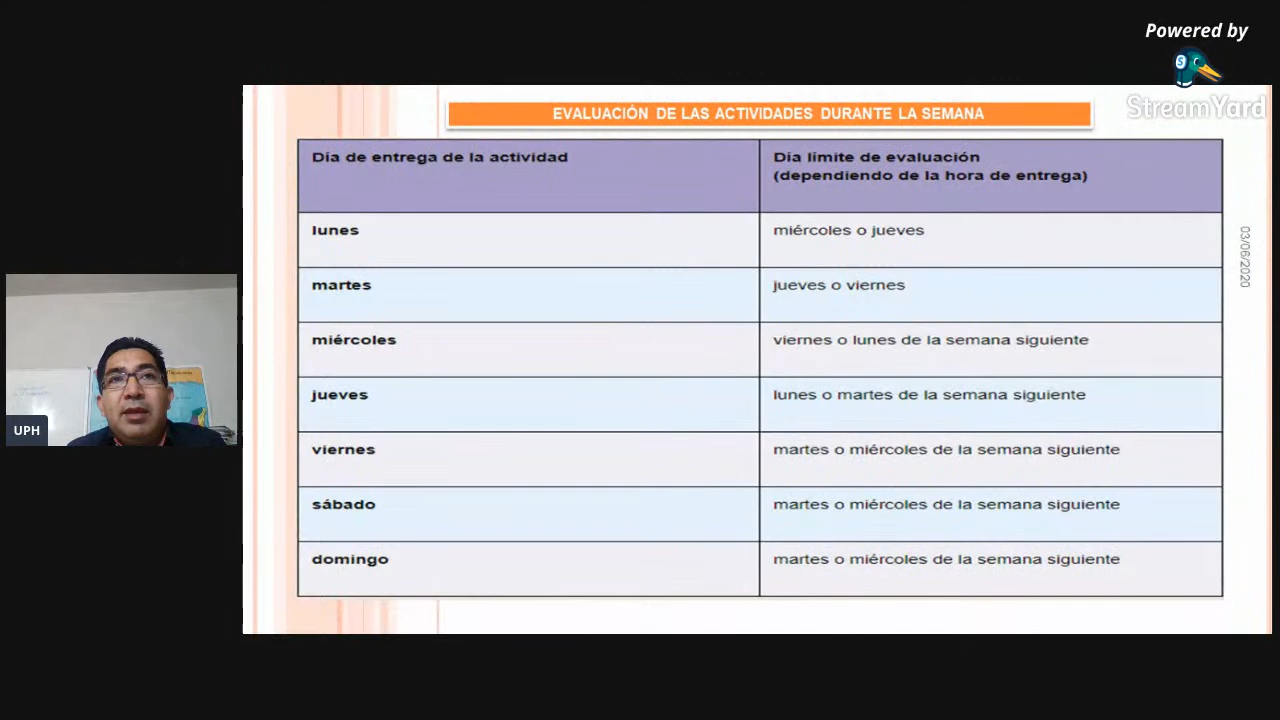 Powered by
S
StreamYard
EVALUACIÓN DE LAS ACTIVIDADES DURANTE LA SEMANA
Día de entrega de la actividad
Día límite de evaluación
(dependiendo de la hora de entrega)
lunes
miércoles o jueves
martes
jueves o viernes
miércoles
viernes o lunes de la semana siguiente
jueves
lunes o martes de la semana siguiente
viernes
martes o miércoles de la semana siguiente
sábado
martes o miércoles de la semana siguiente
domingo
martes o miércoles de la semana siguiente
03/06/2020
UPH